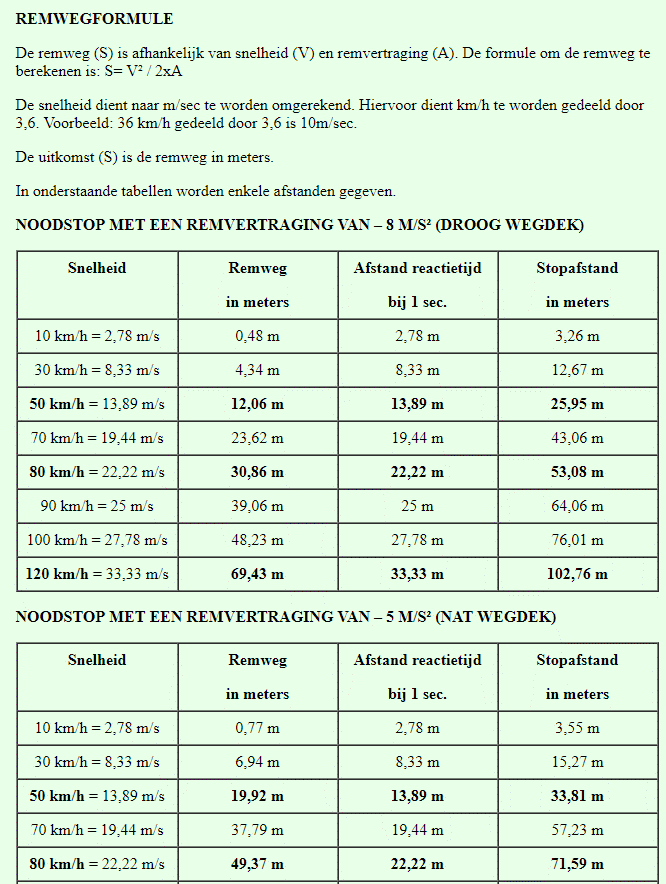 REMWEGFORMULE
De remweg (S) is afhankelijk van snelheid (V) en remvertraging (A). De formule om de remweg te
berekenen is: S= V² / 2xA
De snelheid dient naar m/sec te worden omgerekend. Hiervoor dient km/h te worden gedeeld door
3,6. Voorbeeld: 36 km/h gedeeld door 3,6 is 10m/sec.
De uitkomst (S) is de remweg in meters.
In onderstaande tabellen worden enkele afstanden gegeven.
NOODSTOP MET EEN REMVERTRAGING VAN – 8 M/S² (DROOG WEGDEK)
Snelheid Remweg Afstand reactietijd Stopafstand
in meters bij 1 sec. in meters
10 km/h = 2,78 m/s 0,48 m 2,78 m 3,26 m
30 km/h = 8,33 m/s 4,34 m 8,33 m 12,67 m
50 km/h = 13,89 m/s 12,06 m 13,89 m 25,95 m
70 km/h = 19,44 m/s 23,62 m 19,44 m 43,06 m
80 km/h = 22,22 m/s 30,86 m 22,22 m 53,08 m
90 km/h = 25 m/s 39,06 m 25 m 64,06 m
100 km/h = 27,78 m/s 48,23 m 27,78 m 76,01 m
120 km/h = 33,33 m/s 69,43 m 33,33 m 102,76 m
NOODSTOP MET EEN REMVERTRAGING VAN – 5 M/S² (NAT WEGDEK)
Snelheid Remweg Afstand reactietijd Stopafstand
in meters bij 1 sec. in meters
10 km/h = 2,78 m/s 0,77 m 2,78 m 3,55 m
30 km/h = 8,33 m/s 6,94 m 8,33 m 15,27 m
50 km/h = 13,89 m/s 19,92 m 13,89 m 33,81 m
70 km/h = 19,44 m/s 37,79 m 19,44 m 57,23 m
80 km/h = 22,22 m/s 49,37 m 22,22 m 71,59 m